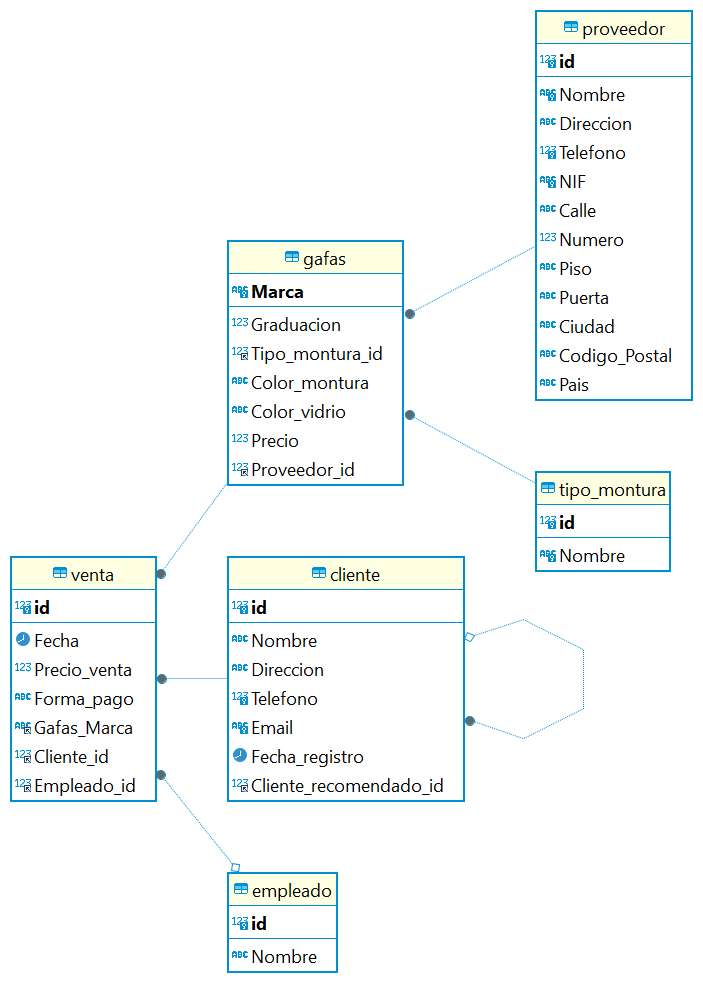 proveedor
123 id
ABC Nombre
ABC Direccion
123 Telefono
ABC NIF
ABC Calle
123 Numero
ABC Piso
ABC Puerta
ABC Ciudad
ABC Codigo_Postal
ABC Pais
gafas
ABC Marca
123 Graduacion
123 Tipo_montura_id
ABC Color_montura
ABC Color_vidrio
123 Precio
123 Proveedor_id
tipo_montura
123 id
ABC Nombre
venta
123 id
Fecha
123 Precio_venta
ABC Forma_pago
ABC Gafas_Marca
123 Cliente_id
123 Empleado_id
cliente
123 id
ABC Nombre
ABC Direccion
123 Telefono
ABC Email
Fecha_registro
123 Cliente_recomendado_id
empleado
123 id
ABC Nombre